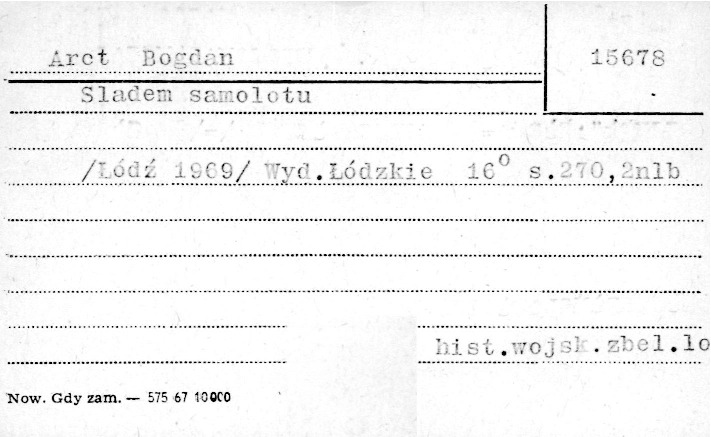 Arct Bogdan 15678
Sladem samolotu
/Łódź 1969/ Wyd.Łódzkie 16⁰ s.270,2nlb
hist.wojsk.zbel.lo
Now. Gdy zam. — 575 67 10000